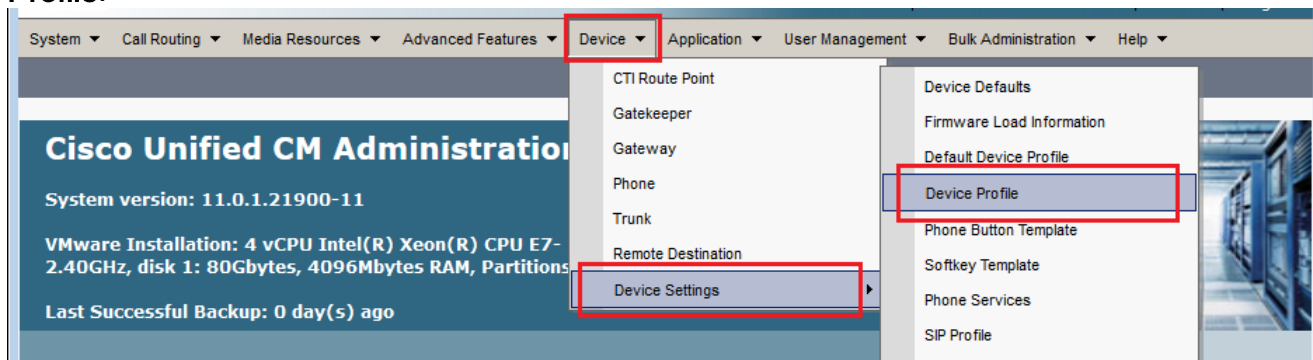 System Call Routing Media Resources Advanced Features Device Application User Management Bulk Administration Help
CTI Route Point
Gatekeeper
Gateway
Phone
Trunk
Remote Destination
Device Settings
Device Defaults
Firmware Load Information
Default Device Profile
Device Profile
Phone Button Template
Softkey Template
Phone Services
SIP Profile
Cisco Unified CM Administration
System version: 11.0.1.21900-11
VMware Installation: 4 vCPU Intel(R) Xeon(R) CPU E7-
2.40GHz, disk 1: 80Gbytes, 4096Mbytes RAM, Partitions
Last Successful Backup: 0 day(s) ago